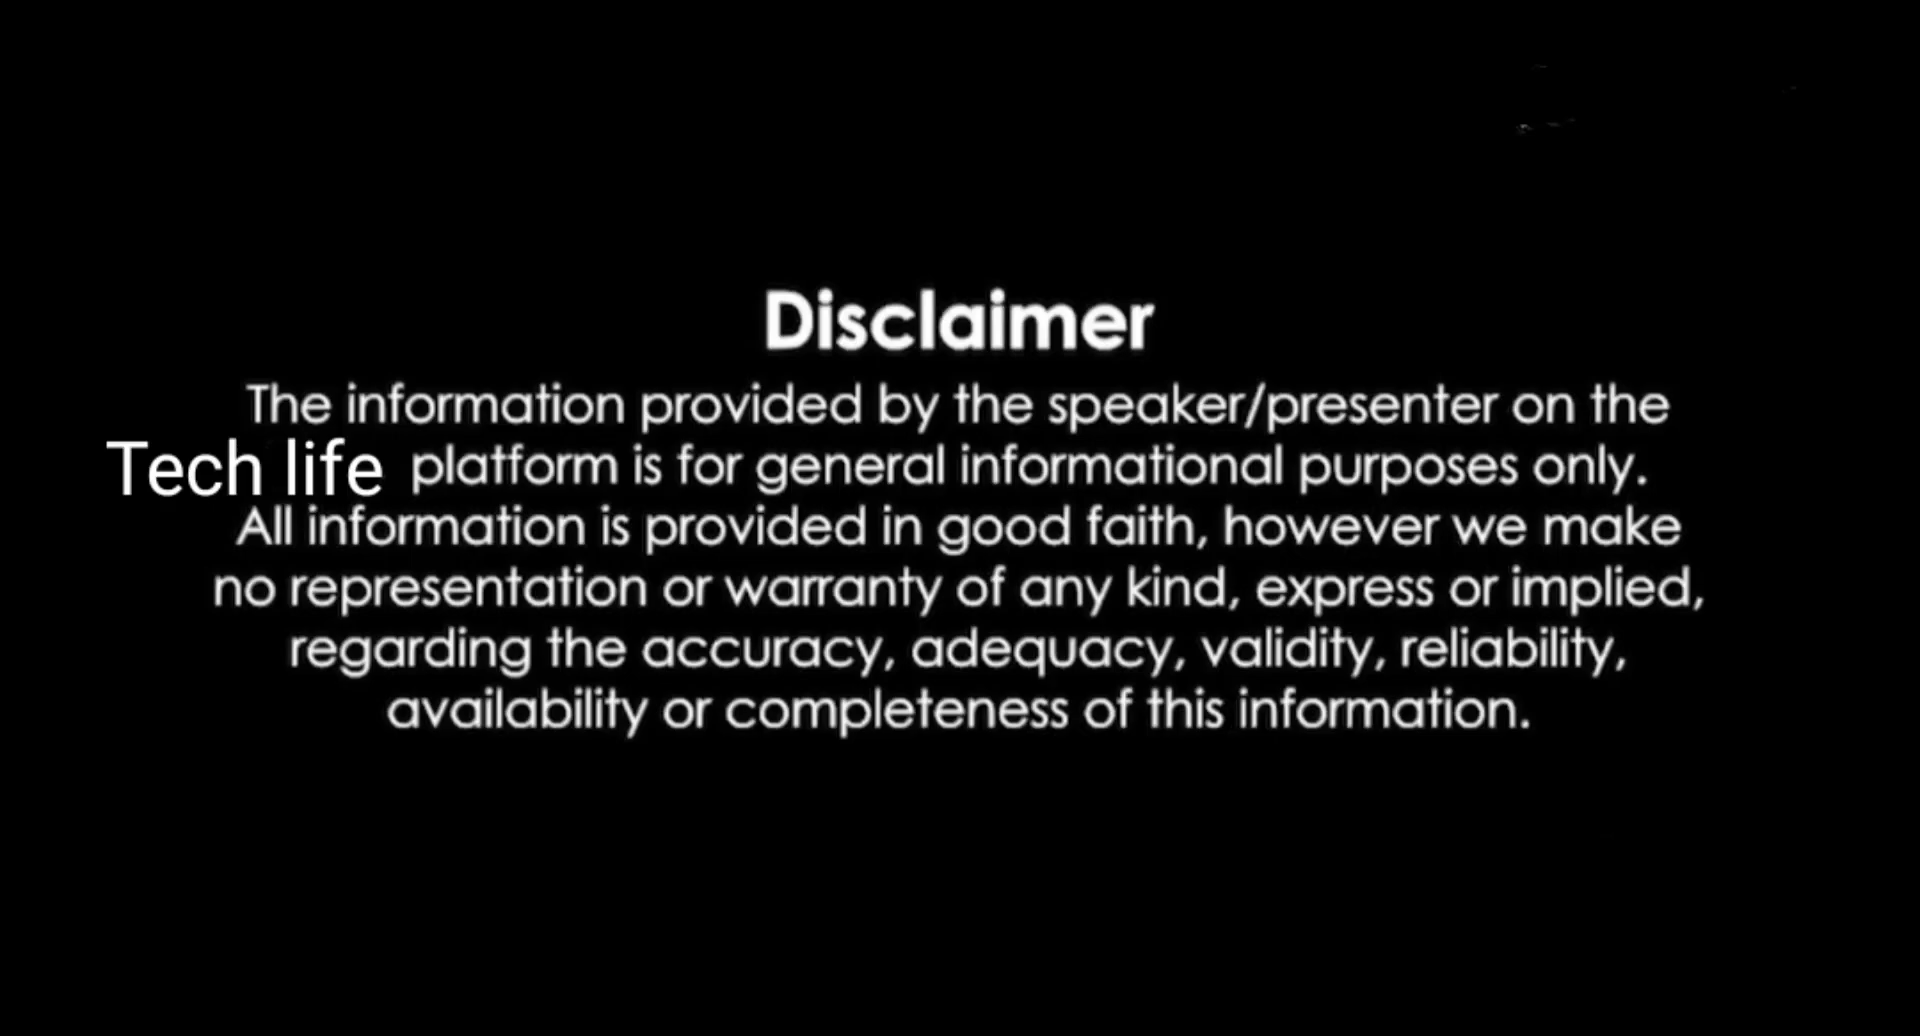 Disclaimer
The information provided by the speaker/presenter on the
Tech life platform is for general informational purposes only.
All information is provided in good faith, however we make
no representation or warranty of any kind, express or implied,
regarding the accuracy, adequacy, validity, reliability,
availability or completeness of this information.